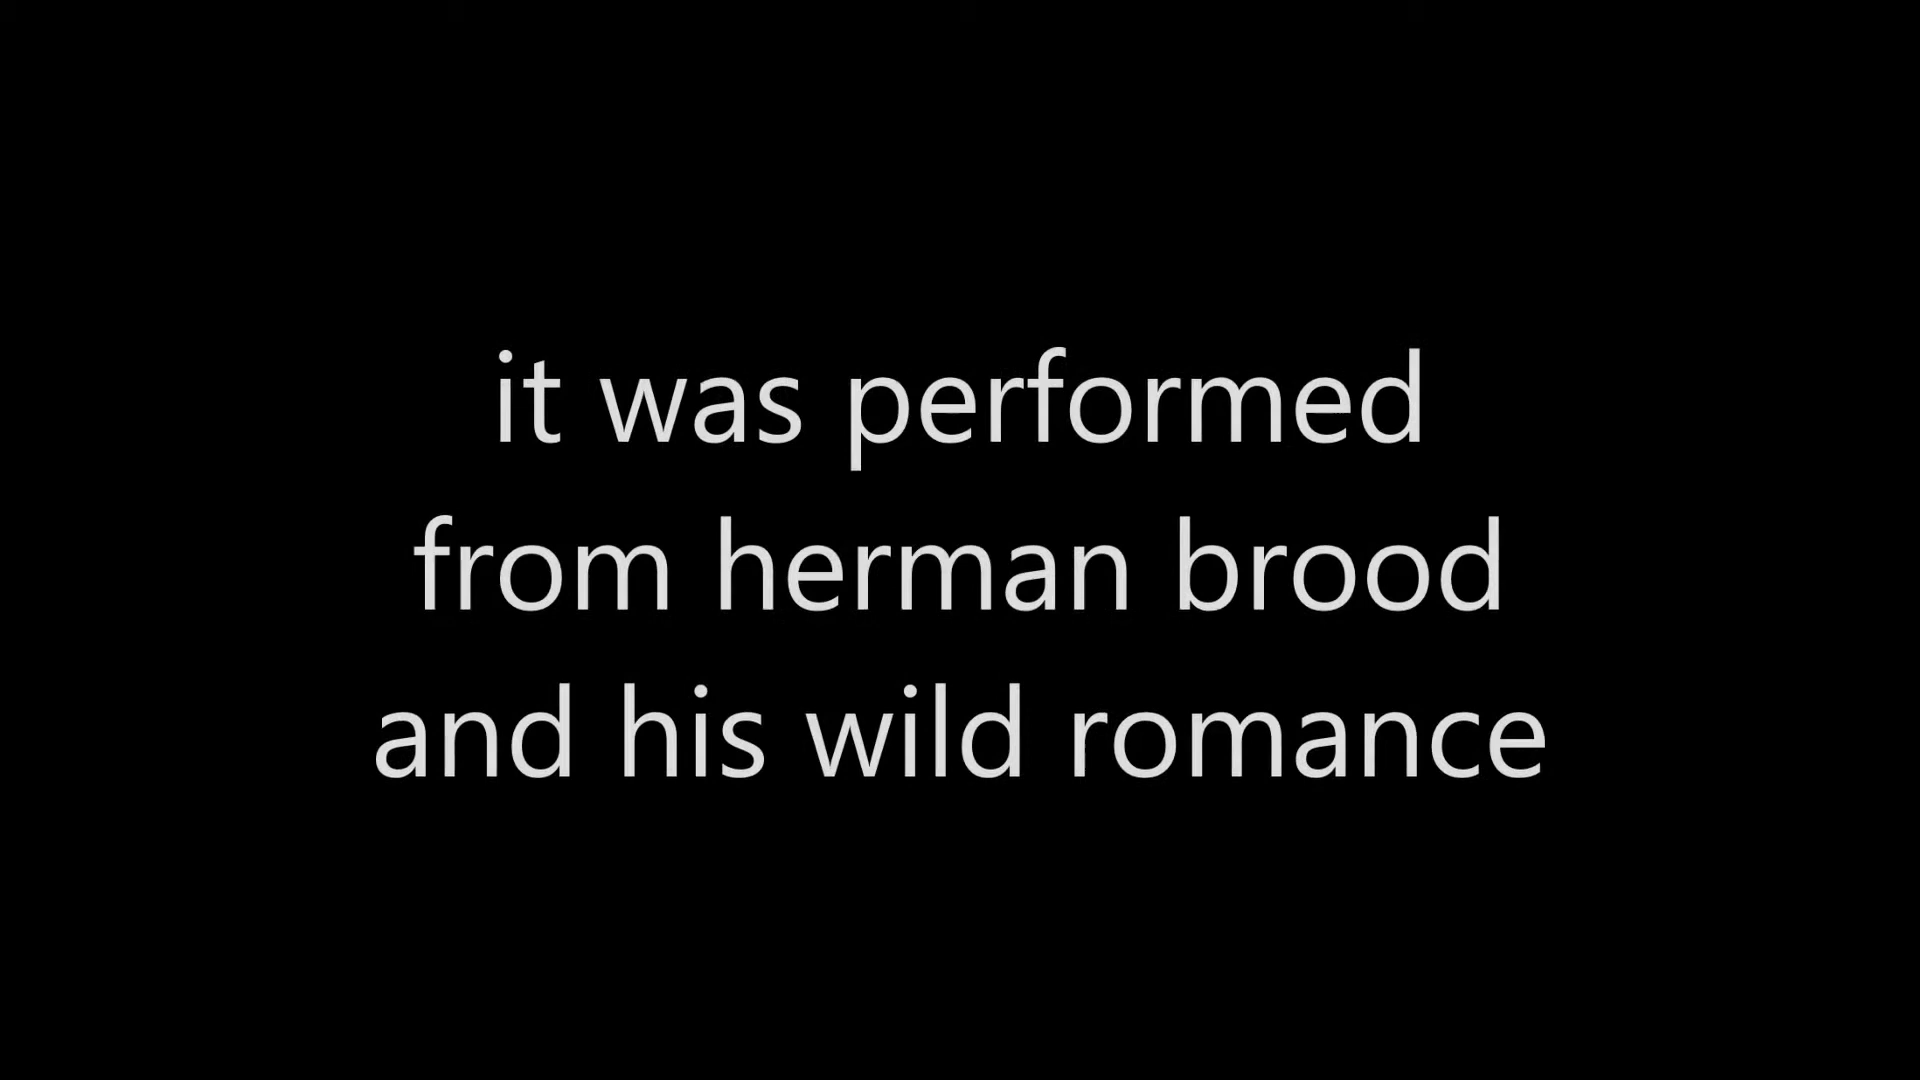 it was performed
from herman brood
and his wild romance